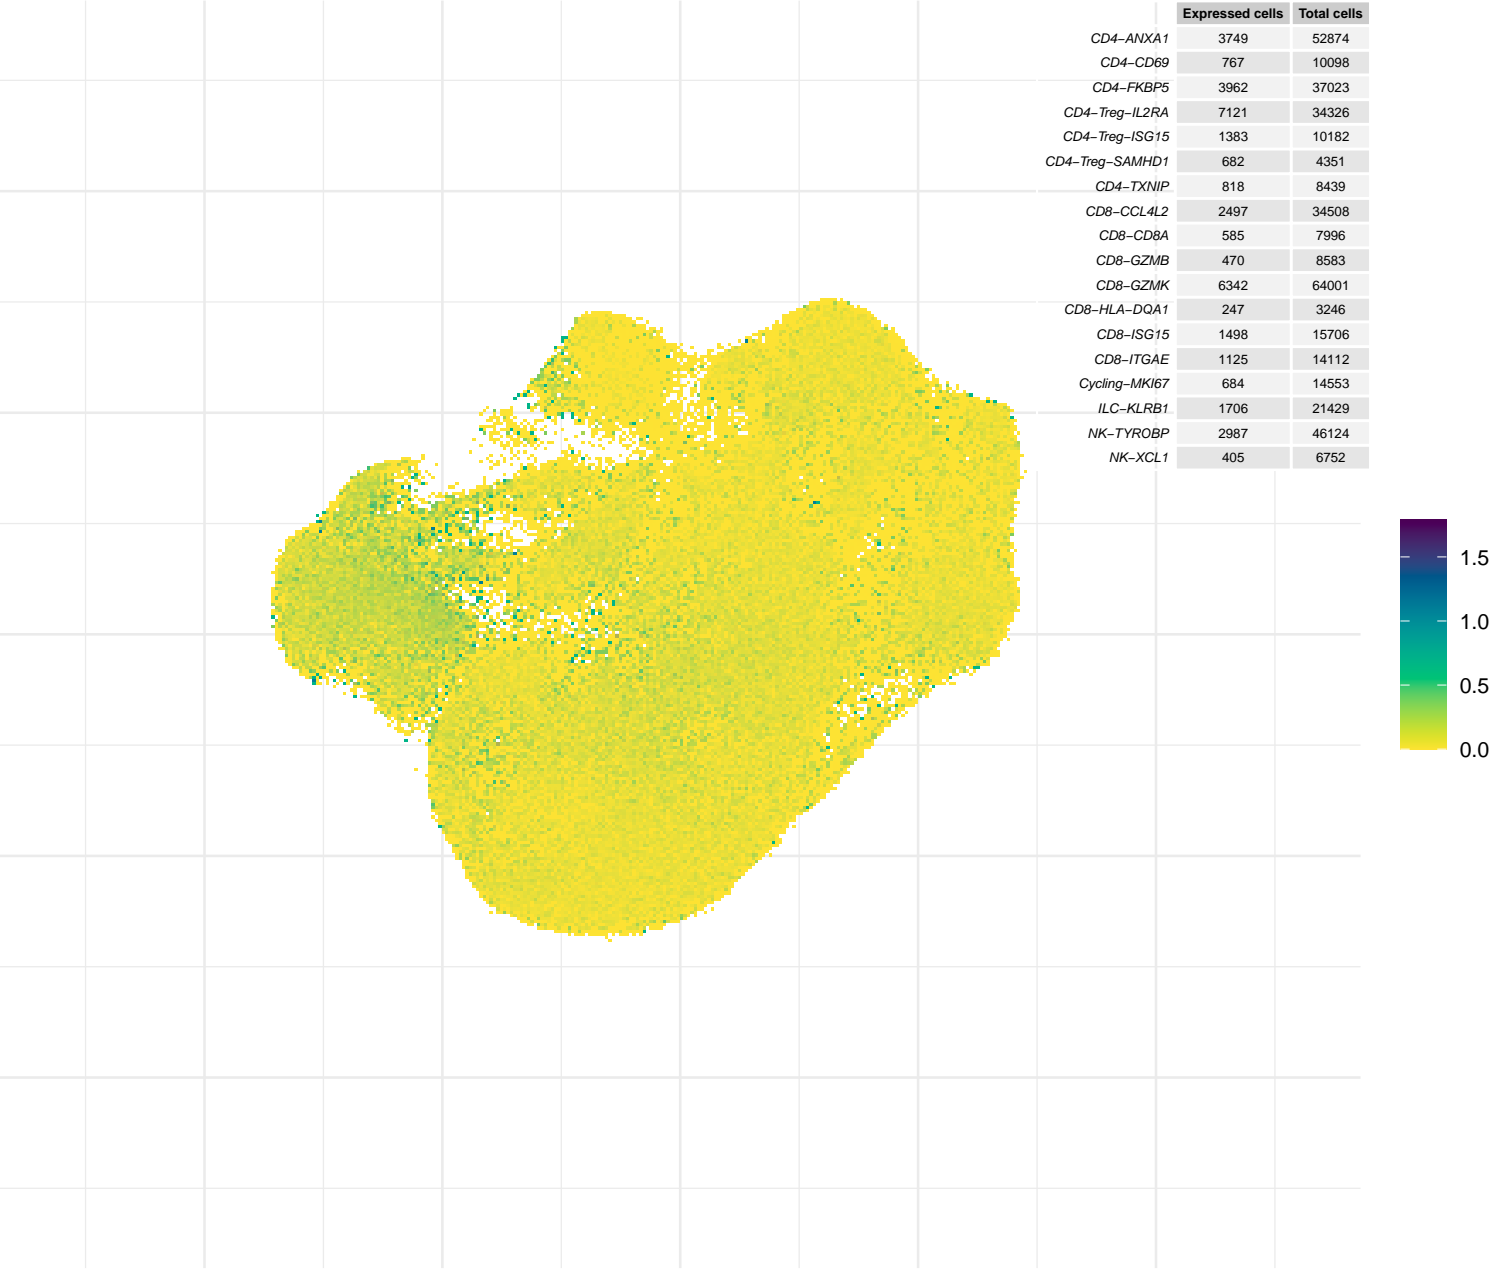 Expressed cells Total cells
CD4−ANXA1 3749 52874
CD4−CD69 767 10098
CD4−FKBP5 3962 37023
CD4−Treg−IL2RA 7121 34326
CD4−Treg−ISG15 1383 10182
CD4−Treg−SAMHD1 682 4351
CD4−TXNIP 818 8439
CD8−CCL4L2 2497 34508
CD8−CD8A 585 7996
CD8−GZMB 470 8583
CD8−GZMK 6342 64001
CD8−HLA−DQA1 247 3246
CD8−ISG15 1498 15706
CD8−ITGAE 1125 14112
Cycling−MKI67 684 14553
ILC−KLRB1 1706 21429
NK−TYROBP 2987 46124
NK−XCL1 405 6752
1.5
1.0
0.5
0.0